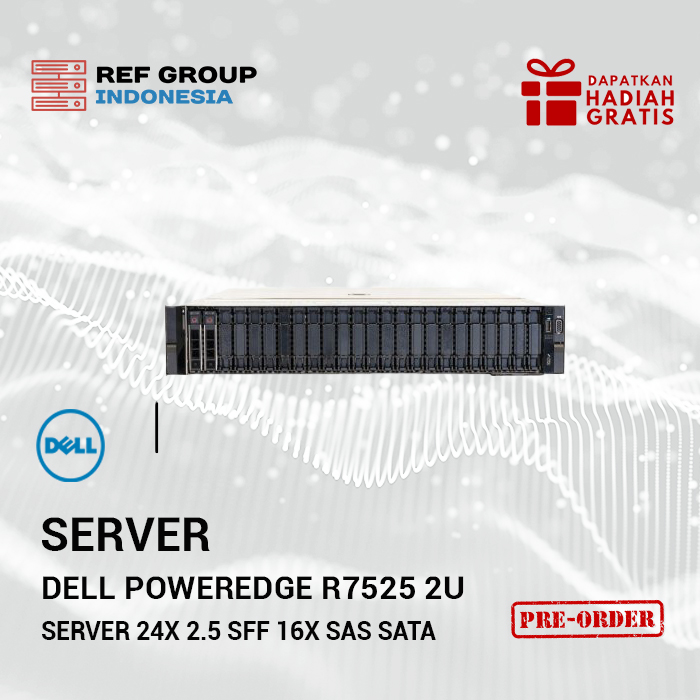 REF GROUP
INDONESIA
DAPATKAN
HADIAH
GRATIS
DELL
SERVER
DELL POWEREDGE R7525 2U
SERVER 24X 2.5 SFF 16X SAS SATA
PRE-ORDER